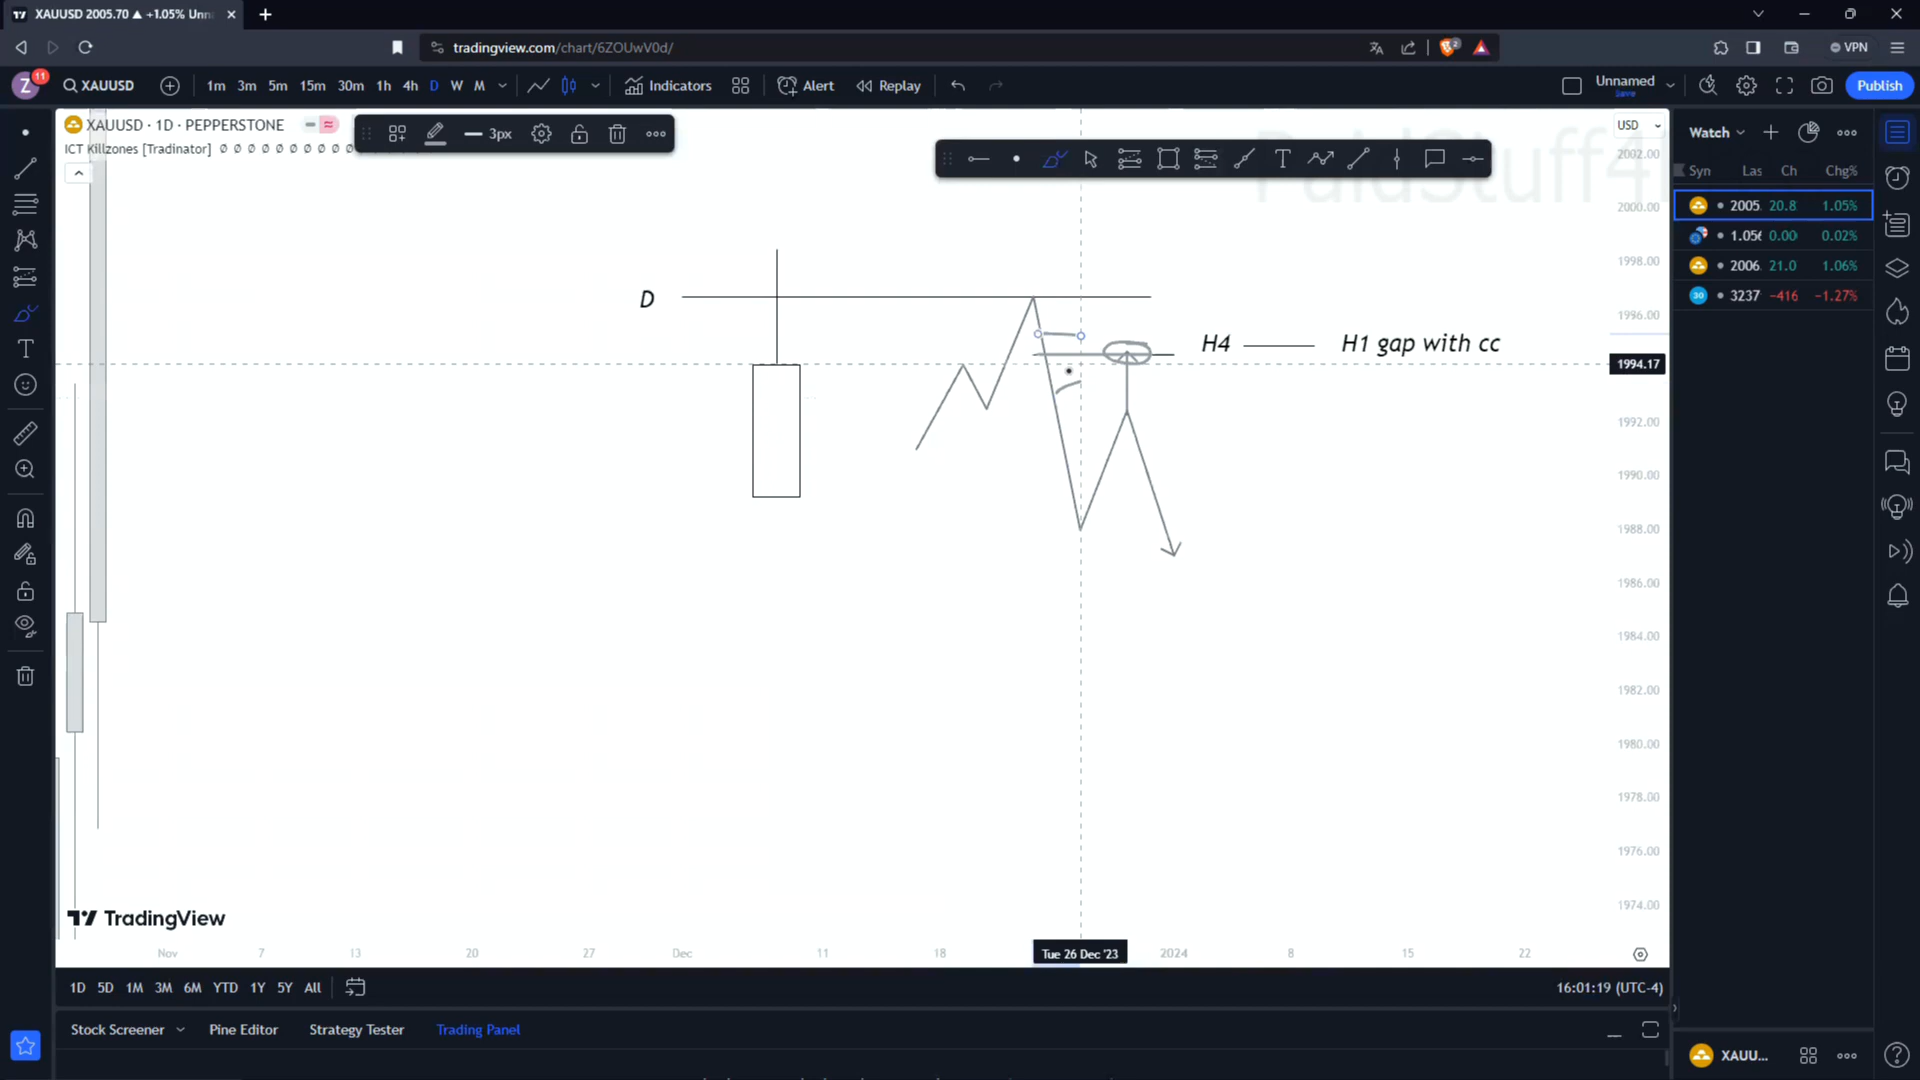 XAUUSD 2005.70 ▲ +1.05% Unn
tradingview.com/chart/6ZOUwV0d/
VPN
Z 11
XAUUSD
1m 3m 5m 15m 30m 1h 4h D W M
Indicators
Alert
Replay
Unnamed
Save
Publish
XAUUSD · 1D · PEPPERSTONE
ICT Killzones [Tradinator] ∅ ∅ ∅ ∅ ∅ ∅ ∅ ∅ ∅ ∅
3px
USD
Watch
Syn Las Ch Chg%
2005. 20.8 1.05%
1.056 0.00 0.02%
2006. 21.0 1.06%
30 3237 −416 −1.27%
D
H4
H1 gap with cc
2002.00
2000.00
1998.00
1996.00
1994.17
1992.00
1990.00
1988.00
1986.00
1984.00
1982.00
1980.00
1978.00
1976.00
1974.00
TradingView
Nov 7 13 20 27 Dec 11 18 Tue 26 Dec '23 2024 8 15 22
1D 5D 1M 3M 6M YTD 1Y 5Y All
16:01:19 (UTC-4)
Stock Screener Pine Editor Strategy Tester Trading Panel
XAUU...